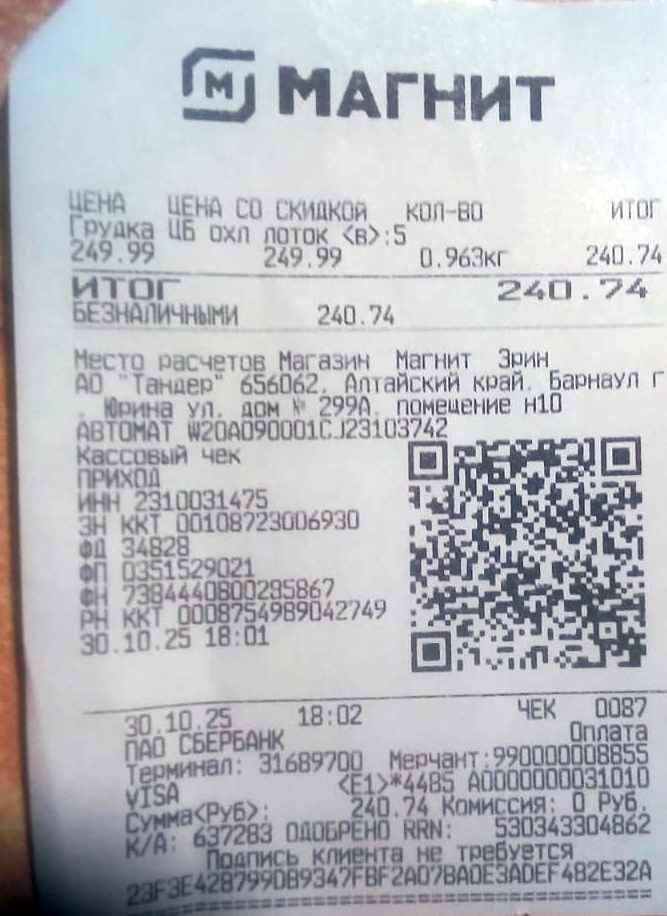 М МАГНИТ
ЦЕНА ЦЕНА СО СКИДКОЙ КОЛ-ВО ИТОГ
Грудка ЦБ охл лоток <в>:5
249.99 249.99 0.963кг 240.74
ИТОГ 240.74
БЕЗНАЛИЧНЫМИ 240.74
Место расчетов Магазин Магнит Эрин
АО "Тандер" 656062, Алтайский край, Барнаул г
, Юрина ул, дом № 299А, помещение н10
АВТОМАТ W20A090001CJ23103742
Кассовый чек
ПРИХОД
ИНН 2310031475
ЗН ККТ 00108723006930
ФД 34828
ФП 0351529021
ФН 7384440800285867
РН ККТ 0008754989042749
30.10.25 18:01
30.10.25 18:02 ЧЕК 0087
ПАО СБЕРБАНК Оплата
Терминал: 31689700 Мерчант:990000008855
VISA <E1>*4485 A0000000031010
Сумма<Руб>: 240.74 Комиссия: 0 Руб.
К/А: 637283 ОДОБРЕНО RRN: 530343304862
Подпись клиента не требуется
23F3E428799DB9347FBF2AD7BA0E3ADEF4B2E32A